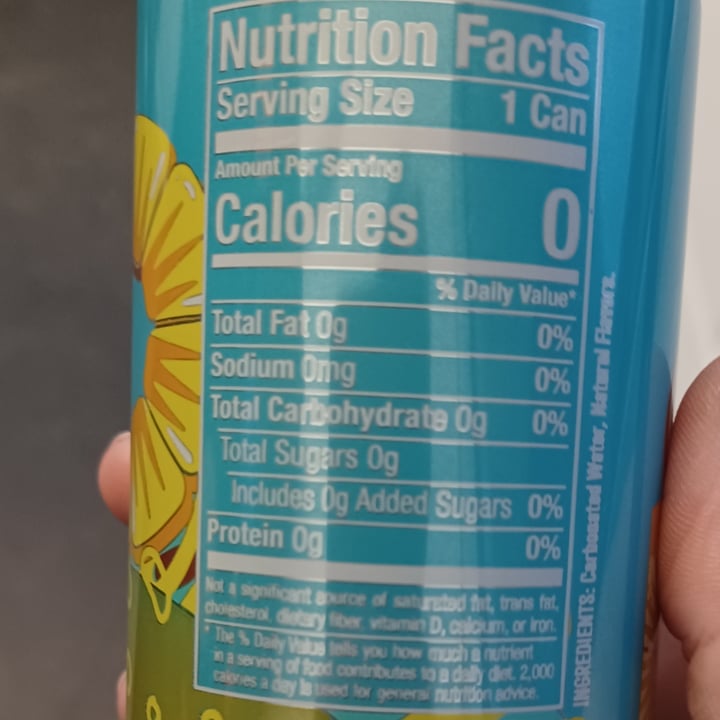 Nutrition Facts
Serving Size 1 Can
Amount Per Serving
Calories 0
% Daily Value*
Total Fat 0g 0%
Sodium 0mg 0%
Total Carbohydrate 0g 0%
Total Sugars 0g
Includes 0g Added Sugars 0%
Protein 0g 0%
Not a significant source of saturated fat, trans fat,
cholesterol, dietary fiber, vitamin D, calcium, or iron.
* The % Daily Value tells you how much a nutrient
in a serving of food contributes to a daily diet. 2,000
calories a day is used for general nutrition advice.
INGREDIENTS: Carbonated Water, Natural Flavors.